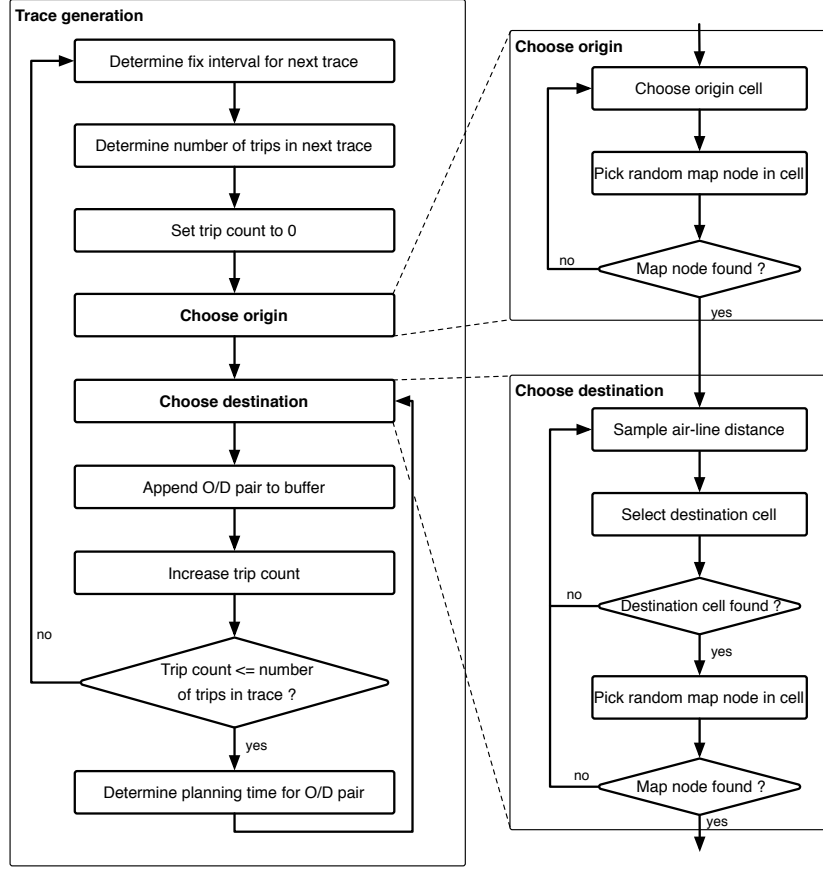 Trace generation
Determine fix interval for next trace
Determine number of trips in next trace
Set trip count to 0
Choose origin
Choose destination
Append O/D pair to buffer
Increase trip count
no
Trip count <= number
of trips in trace ?
yes
Determine planning time for O/D pair
Choose origin
Choose origin cell
Pick random map node in cell
no
Map node found ?
yes
Choose destination
Sample air-line distance
Select destination cell
no
Destination cell found ?
yes
Pick random map node in cell
no
Map node found ?
yes